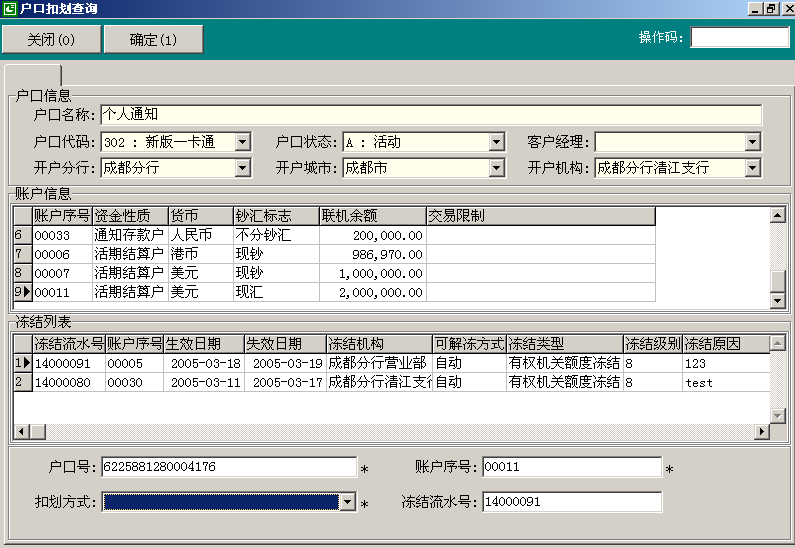 户口扣划查询
关闭(0) 确定(1) 操作码:
户口信息
户口名称: 个人通知
户口代码: 302 : 新版一卡通 户口状态: A : 活动 客户经理:
开户分行: 成都分行 开户城市: 成都市 开户机构: 成都分行清江支行
账户信息
账户序号 资金性质 货币 钞汇标志 联机余额 交易限制
6 00033 通知存款户 人民币 不分钞汇 200,000.00
7 00006 活期结算户 港币 现钞 986,970.00
8 00007 活期结算户 美元 现钞 1,000,000.00
9 00011 活期结算户 美元 现汇 2,000,000.00
冻结列表
冻结流水号 账户序号 生效日期 失效日期 冻结机构 可解冻方式 冻结类型 冻结级别 冻结原因
1 14000091 00005 2005-03-18 2005-03-19 成都分行营业部 自动 有权机关额度冻结 8 123
2 14000080 00030 2005-03-11 2005-03-17 成都分行清江支行 自动 有权机关额度冻结 8 test
户口号: 6225881280004176 * 账户序号: 00011 *
扣划方式: * 冻结流水号: 14000091